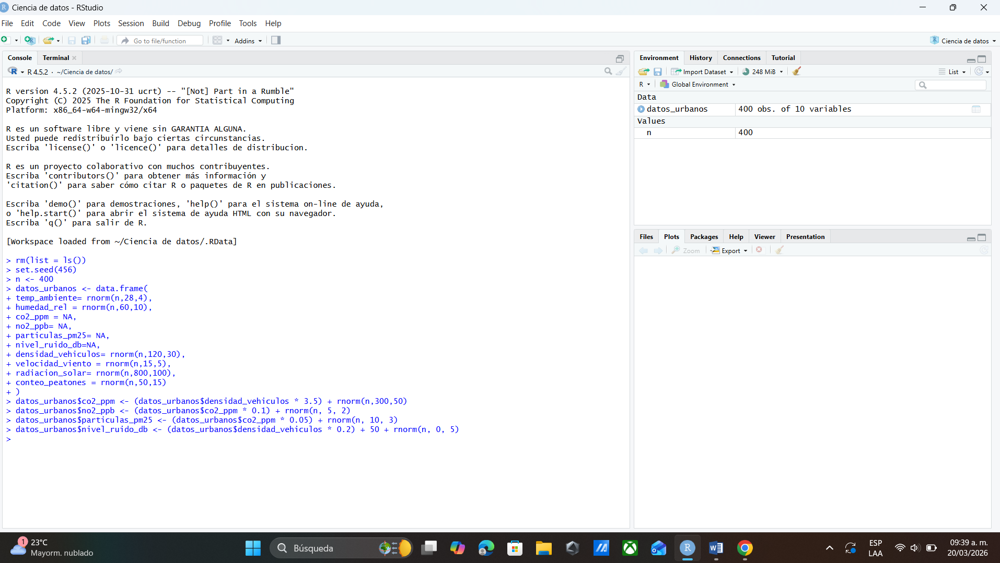 Ciencia de datos - RStudio
File Edit Code View Plots Session Build Debug Profile Tools Help
Go to file/function Addins Ciencia de datos
Console Terminal
R 4.5.2 · ~/Ciencia de datos/
R version 4.5.2 (2025-10-31 ucrt) -- "[Not] Part in a Rumble"
Copyright (C) 2025 The R Foundation for Statistical Computing
Platform: x86_64-w64-mingw32/x64
R es un software libre y viene sin GARANTIA ALGUNA.
Usted puede redistribuirlo bajo ciertas circunstancias.
Escriba 'license()' o 'licence()' para detalles de distribucion.
R es un proyecto colaborativo con muchos contribuyentes.
Escriba 'contributors()' para obtener más información y
'citation()' para saber cómo citar R o paquetes de R en publicaciones.
Escriba 'demo()' para demostraciones, 'help()' para el sistema on-line de ayuda,
o 'help.start()' para abrir el sistema de ayuda HTML con su navegador.
Escriba 'q()' para salir de R.
[Workspace loaded from ~/Ciencia de datos/.RData]
> rm(list = ls())
> set.seed(456)
> n <- 400
> datos_urbanos <- data.frame(
+ temp_ambiente= rnorm(n,28,4),
+ humedad_rel = rnorm(n,60,10),
+ co2_ppm = NA,
+ no2_ppb= NA,
+ particulas_pm25= NA,
+ nivel_ruido_db=NA,
+ densidad_vehiculos= rnorm(n,120,30),
+ velocidad_viento = rnorm(n,15,5),
+ radiacion_solar= rnorm(n,800,100),
+ conteo_peatones = rnorm(n,50,15)
+ )
> datos_urbanos$co2_ppm <- (datos_urbanos$densidad_vehiculos * 3.5) + rnorm(n,300,50)
> datos_urbanos$no2_ppb <- (datos_urbanos$co2_ppm * 0.1) + rnorm(n, 5, 2)
> datos_urbanos$particulas_pm25 <- (datos_urbanos$co2_ppm * 0.05) + rnorm(n, 10, 3)
> datos_urbanos$nivel_ruido_db <- (datos_urbanos$densidad_vehiculos * 0.2) + 50 + rnorm(n, 0, 5)
>
Environment History Connections Tutorial
Import Dataset 248 MiB List
R Global Environment
Data
datos_urbanos 400 obs. of 10 variables
Values
n 400
Files Plots Packages Help Viewer Presentation
Zoom Export
1 23°C
Mayorm. nublado
Búsqueda
ESP
LAA
09:39 a. m.
20/03/2026